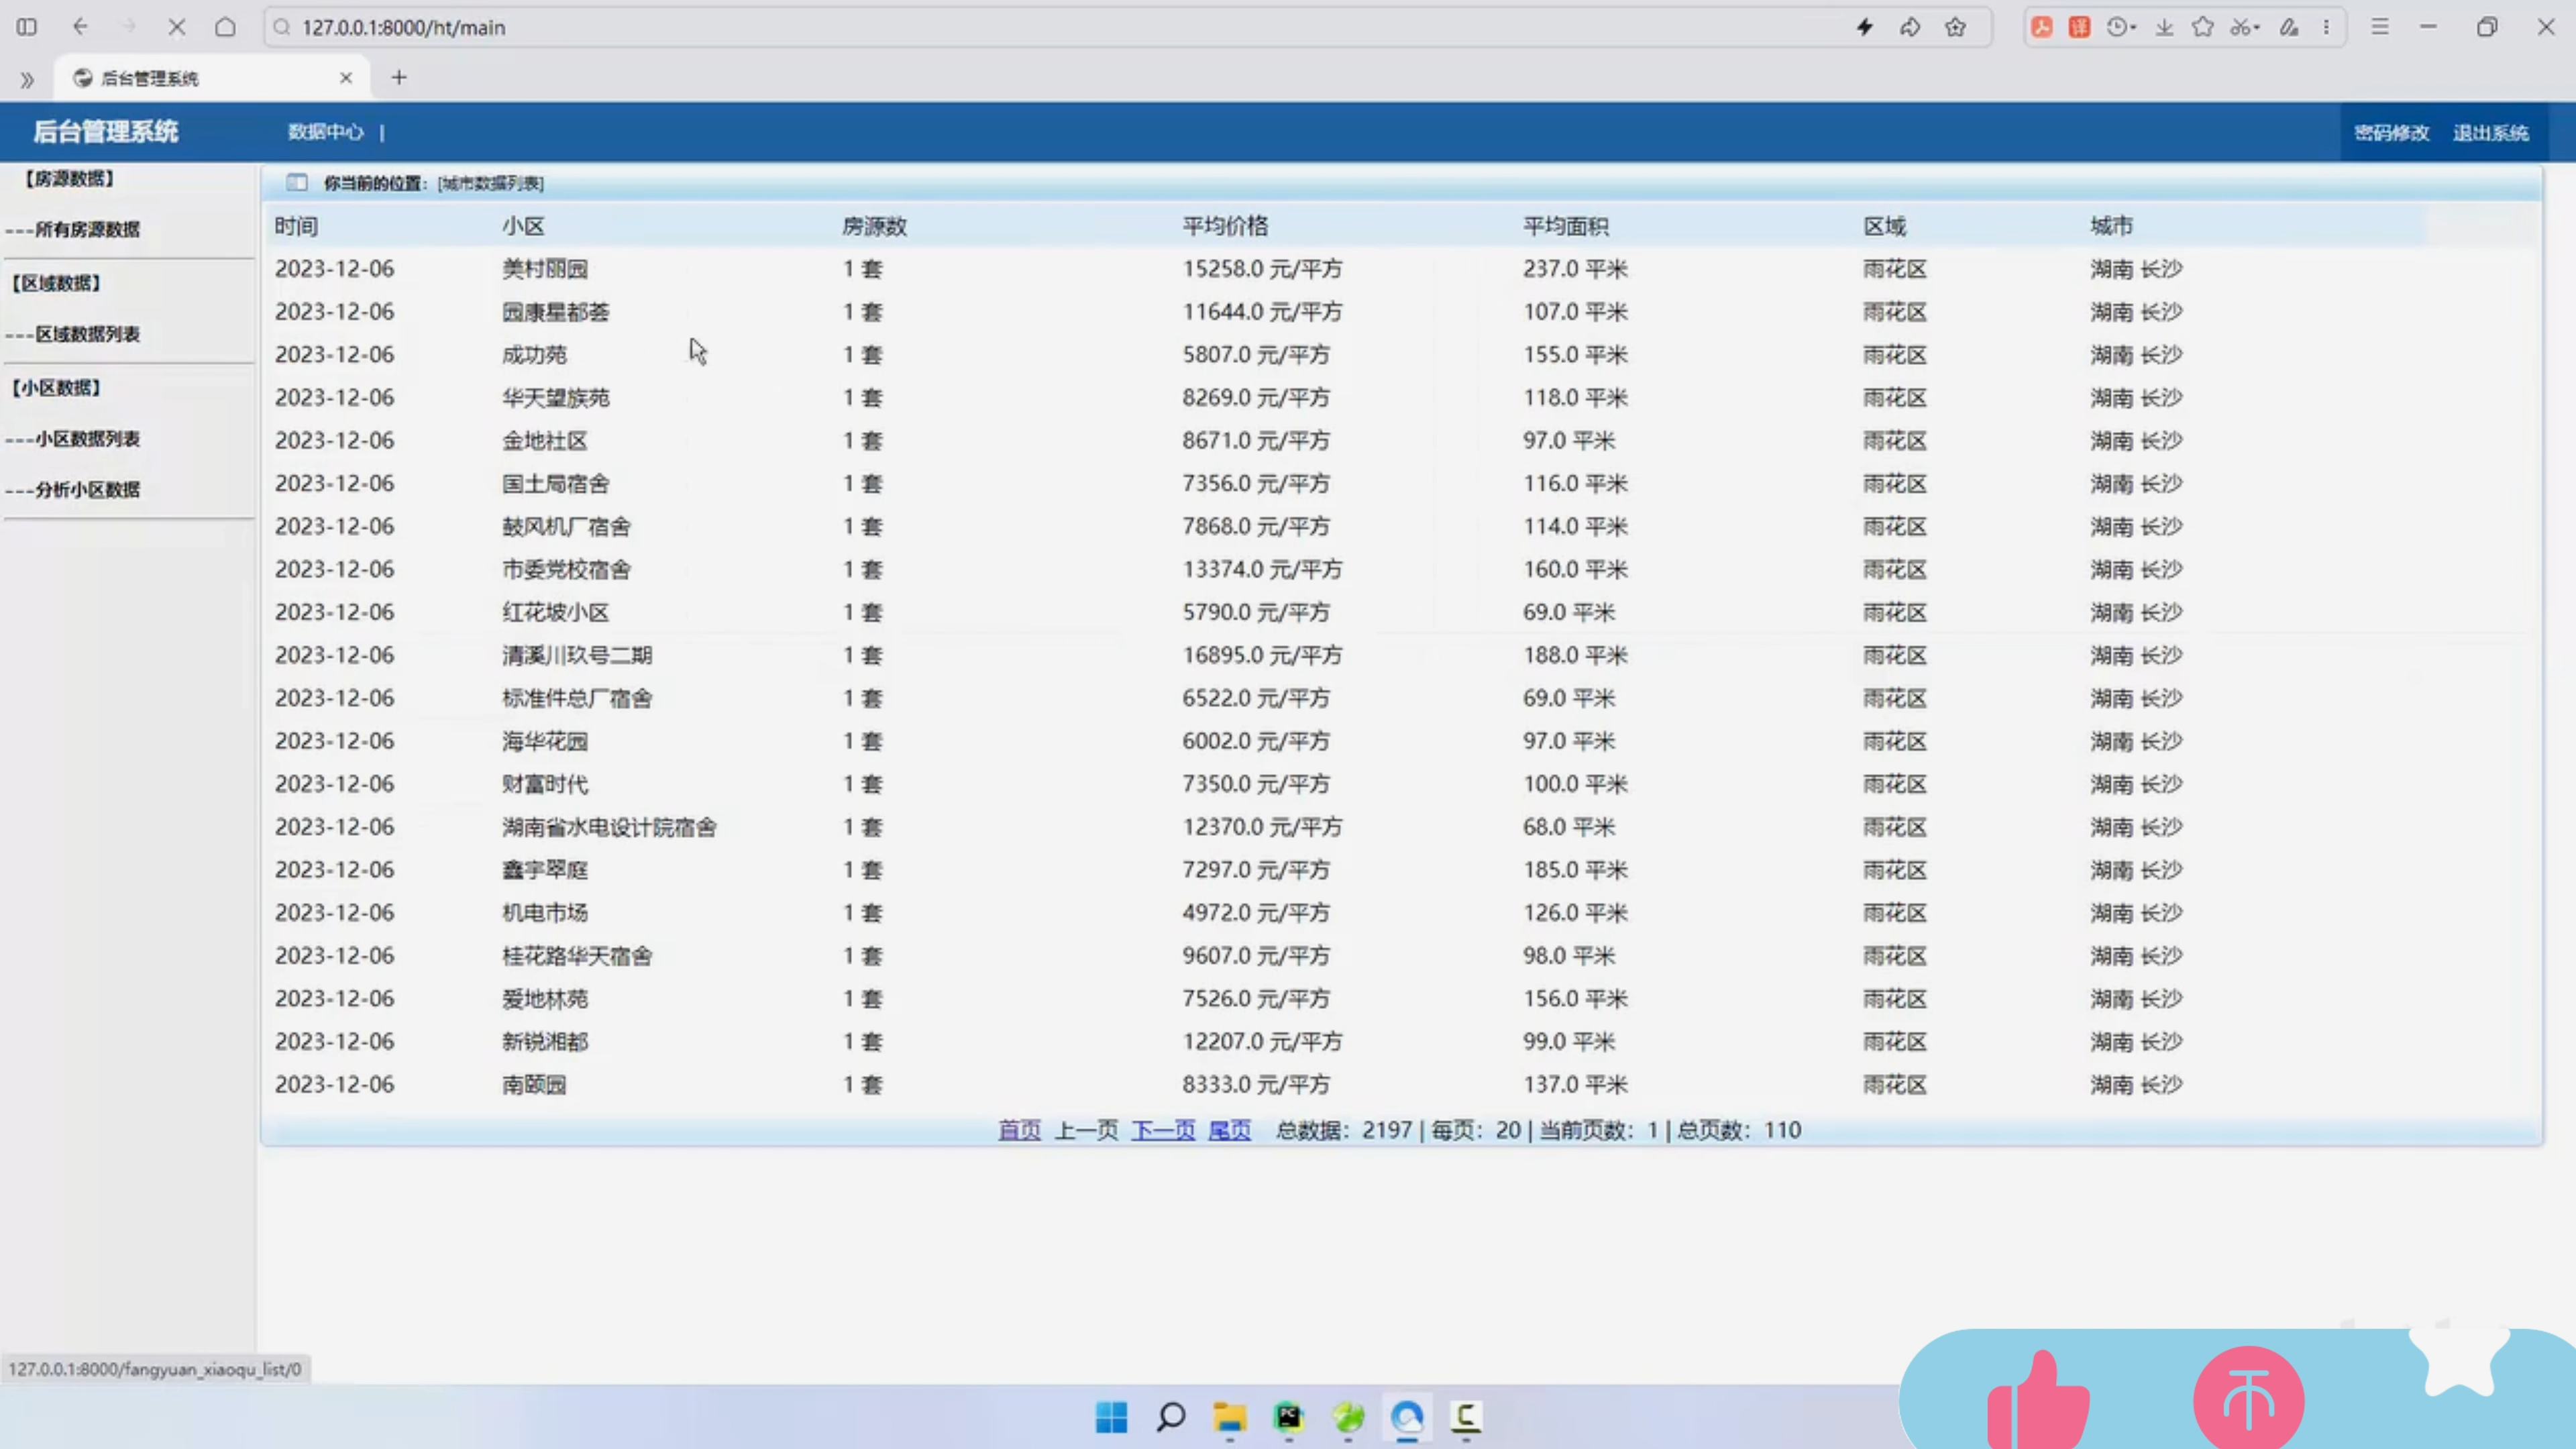 127.0.0.1:8000/ht/main
后台管理系统
后台管理系统 数据中心 | 密码修改 退出系统
【房源数据】
---所有房源数据
【区域数据】
---区域数据列表
【小区数据】
---小区数据列表
---分析小区数据
你当前的位置：[城市数据列表]
时间 小区 房源数 平均价格 平均面积 区域 城市
2023-12-06 美村丽园 1 套 15258.0 元/平方 237.0 平米 雨花区 湖南 长沙
2023-12-06 园康星都荟 1 套 11644.0 元/平方 107.0 平米 雨花区 湖南 长沙
2023-12-06 成功苑 1 套 5807.0 元/平方 155.0 平米 雨花区 湖南 长沙
2023-12-06 华天望族苑 1 套 8269.0 元/平方 118.0 平米 雨花区 湖南 长沙
2023-12-06 金地社区 1 套 8671.0 元/平方 97.0 平米 雨花区 湖南 长沙
2023-12-06 国土局宿舍 1 套 7356.0 元/平方 116.0 平米 雨花区 湖南 长沙
2023-12-06 鼓风机厂宿舍 1 套 7868.0 元/平方 114.0 平米 雨花区 湖南 长沙
2023-12-06 市委党校宿舍 1 套 13374.0 元/平方 160.0 平米 雨花区 湖南 长沙
2023-12-06 红花坡小区 1 套 5790.0 元/平方 69.0 平米 雨花区 湖南 长沙
2023-12-06 清溪川玖号二期 1 套 16895.0 元/平方 188.0 平米 雨花区 湖南 长沙
2023-12-06 标准件总厂宿舍 1 套 6522.0 元/平方 69.0 平米 雨花区 湖南 长沙
2023-12-06 海华花园 1 套 6002.0 元/平方 97.0 平米 雨花区 湖南 长沙
2023-12-06 财富时代 1 套 7350.0 元/平方 100.0 平米 雨花区 湖南 长沙
2023-12-06 湖南省水电设计院宿舍 1 套 12370.0 元/平方 68.0 平米 雨花区 湖南 长沙
2023-12-06 鑫宇翠庭 1 套 7297.0 元/平方 185.0 平米 雨花区 湖南 长沙
2023-12-06 机电市场 1 套 4972.0 元/平方 126.0 平米 雨花区 湖南 长沙
2023-12-06 桂花路华天宿舍 1 套 9607.0 元/平方 98.0 平米 雨花区 湖南 长沙
2023-12-06 爱地林苑 1 套 7526.0 元/平方 156.0 平米 雨花区 湖南 长沙
2023-12-06 新锐湘都 1 套 12207.0 元/平方 99.0 平米 雨花区 湖南 长沙
2023-12-06 南颐园 1 套 8333.0 元/平方 137.0 平米 雨花区 湖南 长沙
首页 上一页 下一页 尾页 总数据：2197 | 每页：20 | 当前页数：1 | 总页数：110
127.0.0.1:8000/fangyuan_xiaoqu_list/0